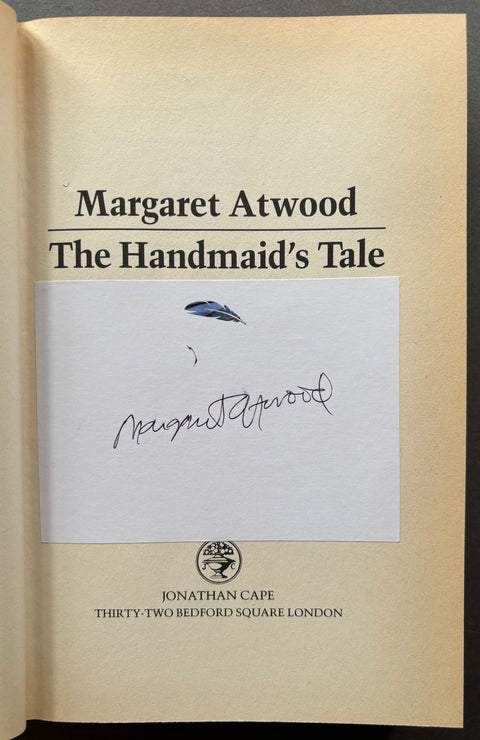 Margaret Atwood
The Handmaid's Tale
Margaret Atwood
JONATHAN CAPE
THIRTY-TWO BEDFORD SQUARE LONDON